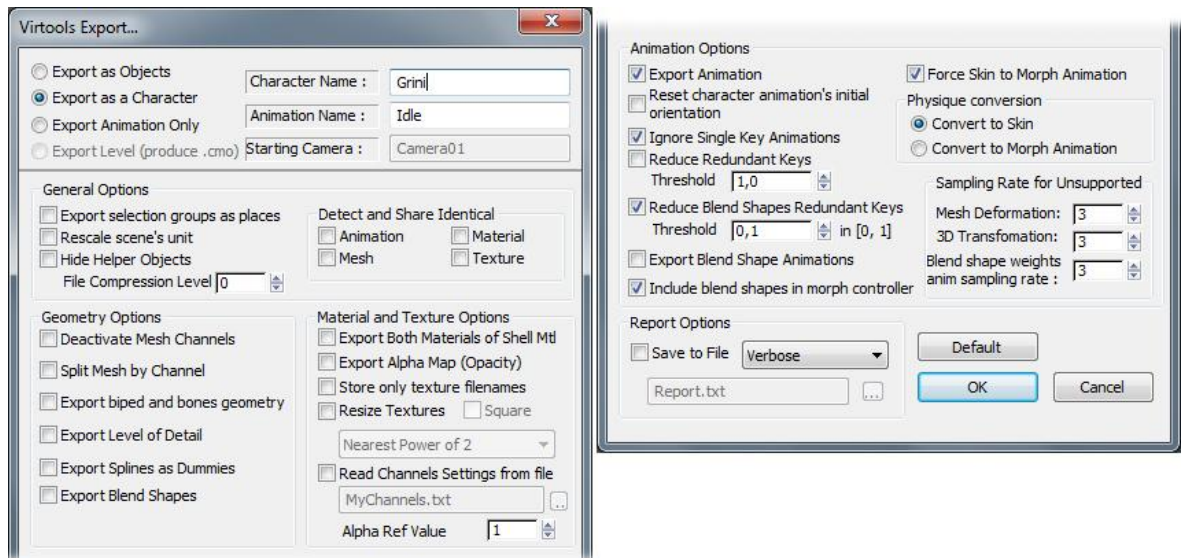 Virtools Export...
Export as Objects
Export as a Character
Export Animation Only
Export Level (produce .cmo)
Character Name : Grini
Animation Name : Idle
Starting Camera : Camera01
General Options
Export selection groups as places
Rescale scene's unit
Hide Helper Objects
File Compression Level 0
Detect and Share Identical
Animation Material
Mesh Texture
Geometry Options
Deactivate Mesh Channels
Split Mesh by Channel
Export biped and bones geometry
Export Level of Detail
Export Splines as Dummies
Export Blend Shapes
Material and Texture Options
Export Both Materials of Shell Mtl
Export Alpha Map (Opacity)
Store only texture filenames
Resize Textures Square
Nearest Power of 2
Read Channels Settings from file
MyChannels.txt ..
Alpha Ref Value 1
Animation Options
Export Animation
Reset character animation's initial
orientation
Ignore Single Key Animations
Reduce Redundant Keys
Threshold 1,0
Reduce Blend Shapes Redundant Keys
Threshold 0,1 in [0, 1]
Export Blend Shape Animations
Include blend shapes in morph controller
Force Skin to Morph Animation
Physique conversion
Convert to Skin
Convert to Morph Animation
Sampling Rate for Unsupported
Mesh Deformation: 3
3D Transfomation: 3
Blend shape weights
anim sampling rate : 3
Report Options
Save to File Verbose
Report.txt ...
Default
OK Cancel